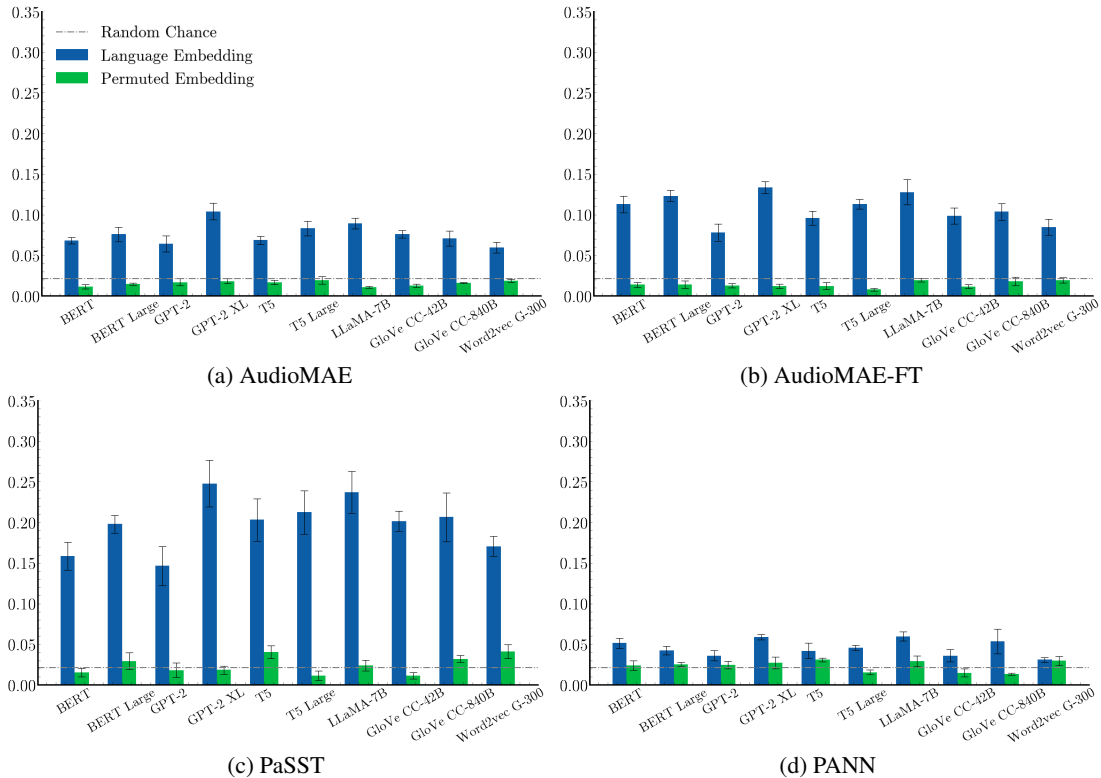 0.35
0.30
0.25
0.20
0.15
0.10
0.05
0.00
Random Chance
Language Embedding
Permuted Embedding
BERT
BERT Large
GPT-2
GPT-2 XL
T5
T5 Large
LLaMA-7B
GloVe CC-42B
GloVe CC-840B
Word2vec G-300
(a) AudioMAE
0.35
0.30
0.25
0.20
0.15
0.10
0.05
0.00
BERT
BERT Large
GPT-2
GPT-2 XL
T5
T5 Large
LLaMA-7B
GloVe CC-42B
GloVe CC-840B
Word2vec G-300
(b) AudioMAE-FT
0.35
0.30
0.25
0.20
0.15
0.10
0.05
0.00
BERT
BERT Large
GPT-2
GPT-2 XL
T5
T5 Large
LLaMA-7B
GloVe CC-42B
GloVe CC-840B
Word2vec G-300
(c) PaSST
0.35
0.30
0.25
0.20
0.15
0.10
0.05
0.00
BERT
BERT Large
GPT-2
GPT-2 XL
T5
T5 Large
LLaMA-7B
GloVe CC-42B
GloVe CC-840B
Word2vec G-300
(d) PANN